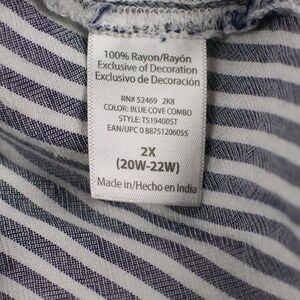 100% Rayon/Rayón
Exclusive of Decoration
Exclusivo de Decoración
RN# 52469 2K8
COLOR: BLUE COVE COMBO
STYLE: T519400ST
EAN/UPC 0 88751206055
2X
(20W-22W)
Made in/Hecho en India